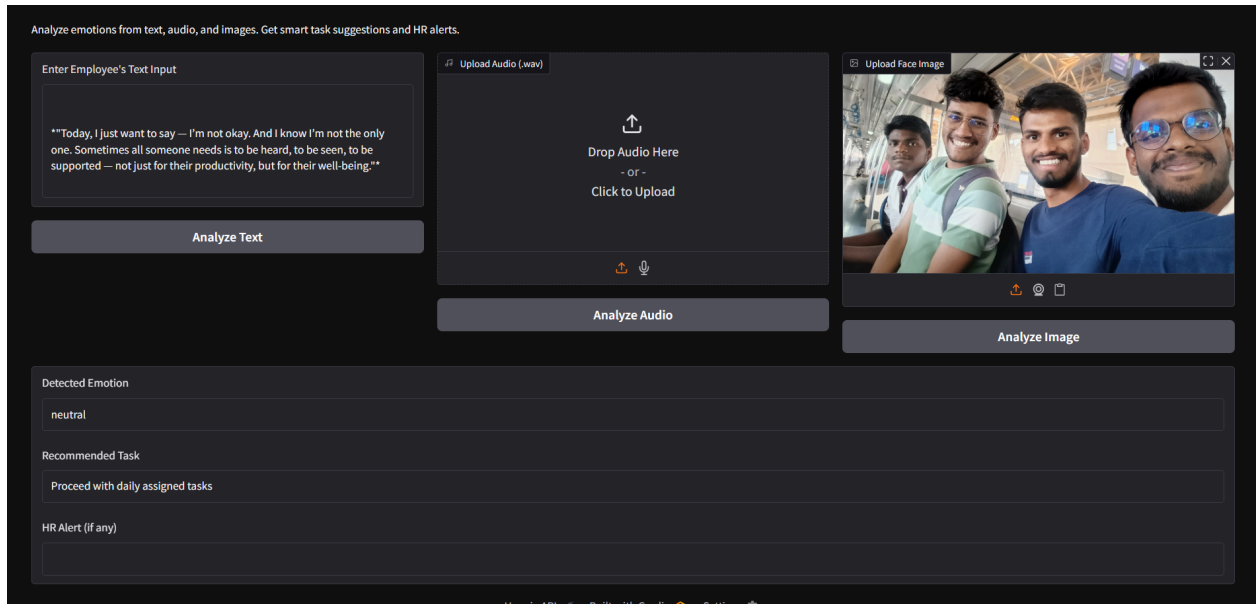 Analyze emotions from text, audio, and images. Get smart task suggestions and HR alerts.
Enter Employee's Text Input
*"Today, I just want to say — I'm not okay. And I know I'm not the only
one. Sometimes all someone needs is to be heard, to be seen, to be
supported — not just for their productivity, but for their well-being."*
Analyze Text
Upload Audio (.wav)
Drop Audio Here
- or -
Click to Upload
Analyze Audio
Upload Face Image
Analyze Image
Detected Emotion
neutral
Recommended Task
Proceed with daily assigned tasks
HR Alert (if any)